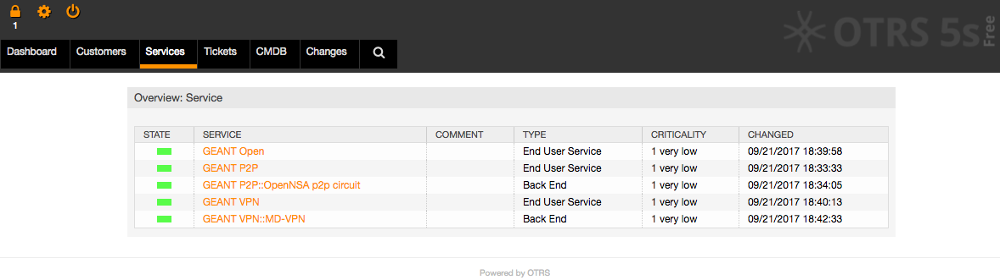 1
OTRS 5s
Free
Dashboard Customers Services Tickets CMDB Changes
Overview: Service
STATE SERVICE COMMENT TYPE CRITICALITY CHANGED
GEANT Open End User Service 1 very low 09/21/2017 18:39:58
GEANT P2P End User Service 1 very low 09/21/2017 18:33:33
GEANT P2P::OpenNSA p2p circuit Back End 1 very low 09/21/2017 18:34:05
GEANT VPN End User Service 1 very low 09/21/2017 18:40:13
GEANT VPN::MD-VPN Back End 1 very low 09/21/2017 18:42:33
Powered by OTRS